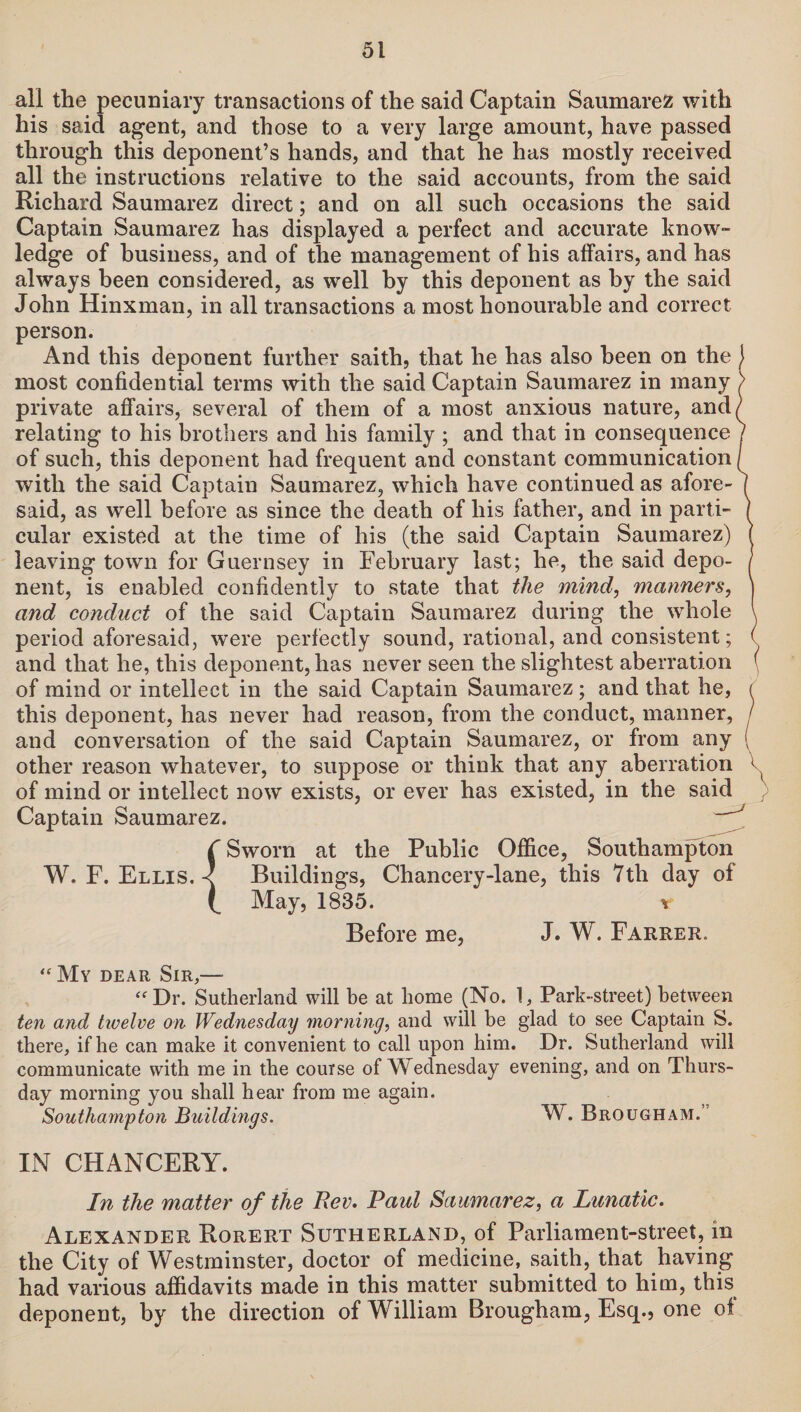 51
all the pecuniary transactions of the said Captain Saumarez with
his said agent, and those to a very large amount, have passed
through this deponent's hands, and that he has mostly received
all the instructions relative to the said accounts, from the said
Richard Saumarez direct; and on all such occasions the said
Captain Saumarez has displayed a perfect and accurate know-
ledge of business, and of the management of his affairs, and has
always been considered, as well by this deponent as by the said
John Hinxman, in all transactions a most honourable and correct
person.
And this deponent further saith, that he has also been on the
most confidential terms with the said Captain Saumarez in many
private affairs, several of them of a most anxious nature, and
relating to his brothers and his family; and that in consequence
of such, this deponent had frequent and constant communication
with the said Captain Saumarez, which have continued as afore-
said, as well before as since the death of his father, and in parti-
cular existed at the time of his (the said Captain Saumarez)
leaving town for Guernsey in February last; he, the said depo-
nent, is enabled confidently to state that the mind, manners,
and conduct of the said Captain Saumarez during the whole
period aforesaid, were perfectly sound, rational, and consistent;
and that he, this deponent, has never seen the slightest aberration
of mind or intellect in the said Captain Saumarez; and that he,
this deponent, has never had reason, from the conduct, manner,
and conversation of the said Captain Saumarez, or from any
other reason whatever, to suppose or think that any aberration
of mind or intellect now exists, or ever has existed, in the said
Captain Saumarez.
Sworn at the Public Office, Southampton
W. F. ELLIS. { Buildings, Chancery-lane, this 7th day of
May, 1835.
Before me, J. W. FARRER.
"MY DEAR SIR,—
"Dr. Sutherland will be at home (No. 1, Park-street) between
ten and twelve on Wednesday morning, and will be glad to see Captain S.
there, if he can make it convenient to call upon him. Dr. Sutherland will
communicate with me in the course of Wednesday evening, and on Thurs-
day morning you shall hear from me again.
Southampton Buildings. W. BROUGHAM."
IN CHANCERY.
In the matter of the Rev. Paul Saumarez, a Lunatic.
ALEXANDER RORERT SUTHERLAND, of Parliament-street, in
the City of Westminster, doctor of medicine, saith, that having
had various affidavits made in this matter submitted to him, this
deponent, by the direction of William Brougham, Esq., one of